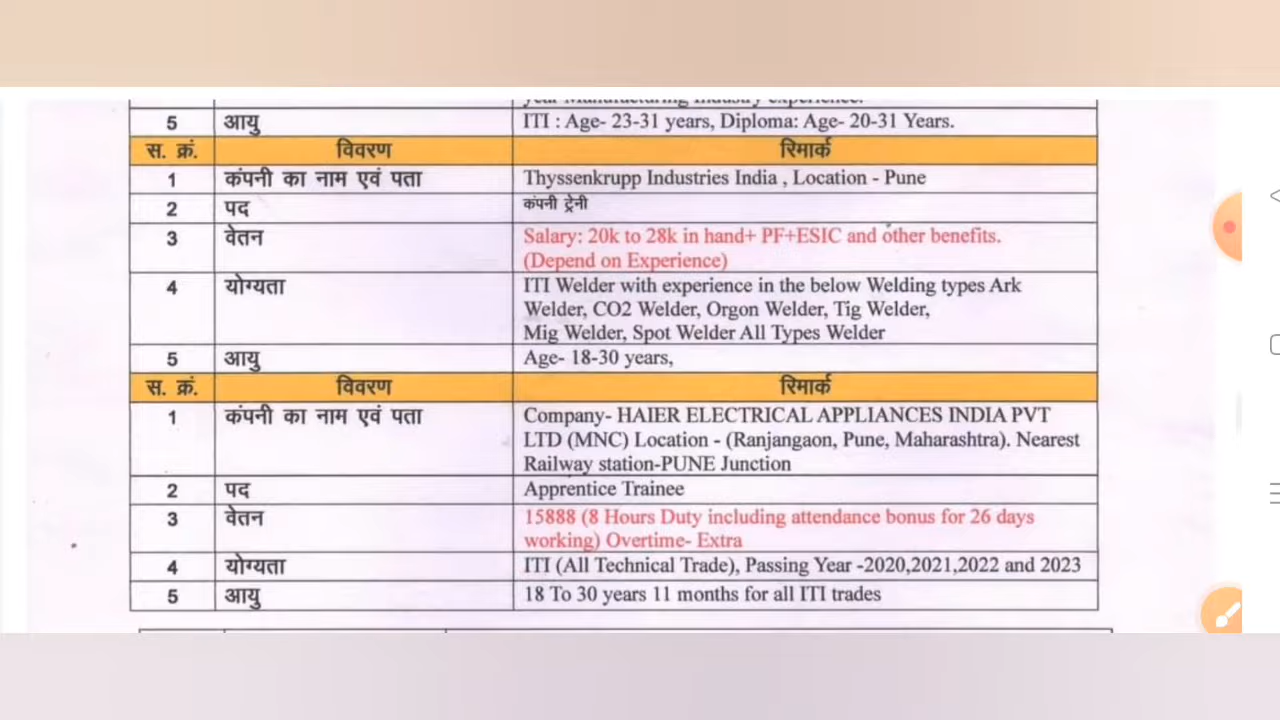 year Manufacturing Industry experience.
5 आयु ITI : Age- 23-31 years, Diploma: Age- 20-31 Years.
स. क्रं. विवरण रिमार्क
1 कंपनी का नाम एवं पता Thyssenkrupp Industries India , Location - Pune
2 पद कंपनी ट्रेनी
3 वेतन Salary: 20k to 28k in hand+ PF+ESIC and other benefits.
(Depend on Experience)
4 योग्यता ITI Welder with experience in the below Welding types Ark
Welder, CO2 Welder, Orgon Welder, Tig Welder,
Mig Welder, Spot Welder All Types Welder
5 आयु Age- 18-30 years,
स. क्रं. विवरण रिमार्क
1 कंपनी का नाम एवं पता Company- HAIER ELECTRICAL APPLIANCES INDIA PVT
LTD (MNC) Location - (Ranjangaon, Pune, Maharashtra). Nearest
Railway station-PUNE Junction
2 पद Apprentice Trainee
3 वेतन 15888 (8 Hours Duty including attendance bonus for 26 days
working) Overtime- Extra
4 योग्यता ITI (All Technical Trade), Passing Year -2020,2021,2022 and 2023
5 आयु 18 To 30 years 11 months for all ITI trades